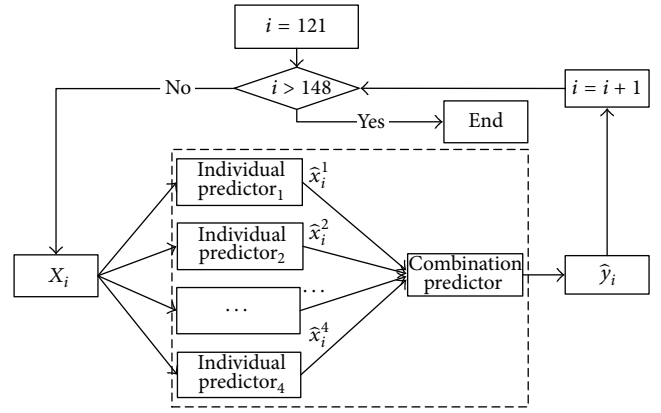 i = 121
i > 148
No
Yes
End
i = i + 1
Individual
predictor₁
x̂ᵢ¹
Individual
predictor₂
x̂ᵢ²
Xᵢ
Combination
predictor
ŷᵢ
...
...
x̂ᵢ⁴
Individual
predictor₄